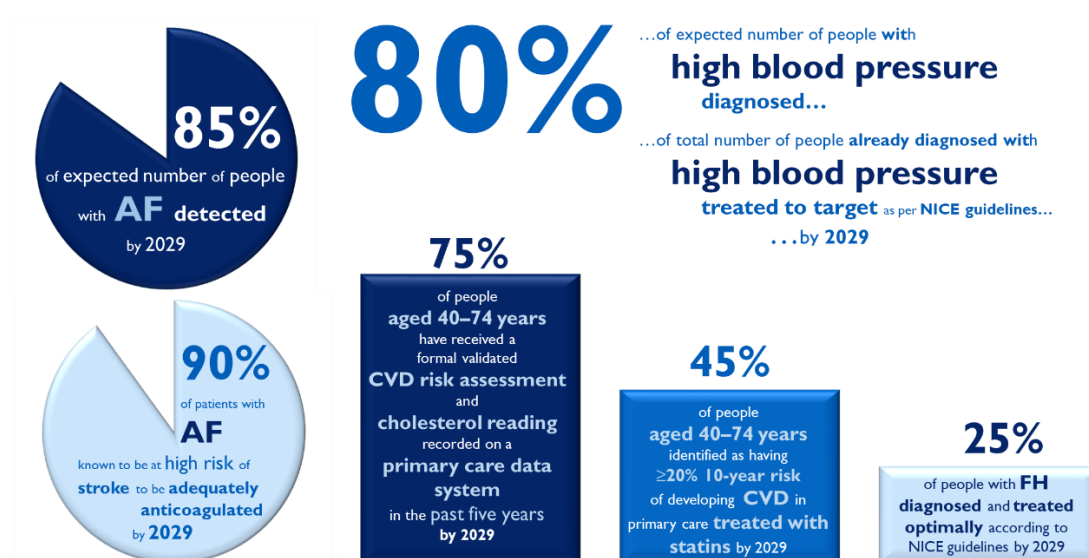 85%
of expected number of people
with AF detected
by 2029
80%
...of expected number of people with
high blood pressure
diagnosed...
...of total number of people already diagnosed with
high blood pressure
treated to target as per NICE guidelines...
...by 2029
90%
of patients with
AF
known to be at high risk of
stroke to be adequately
anticoagulated
by 2029
75%
of people
aged 40–74 years
have received a
formal validated
CVD risk assessment
and
cholesterol reading
recorded on a
primary care data
system
in the past five years
by 2029
45%
of people
aged 40–74 years
identified as having
≥20% 10-year risk
of developing CVD in
primary care treated with
statins by 2029
25%
of people with FH
diagnosed and treated
optimally according to
NICE guidelines by 2029